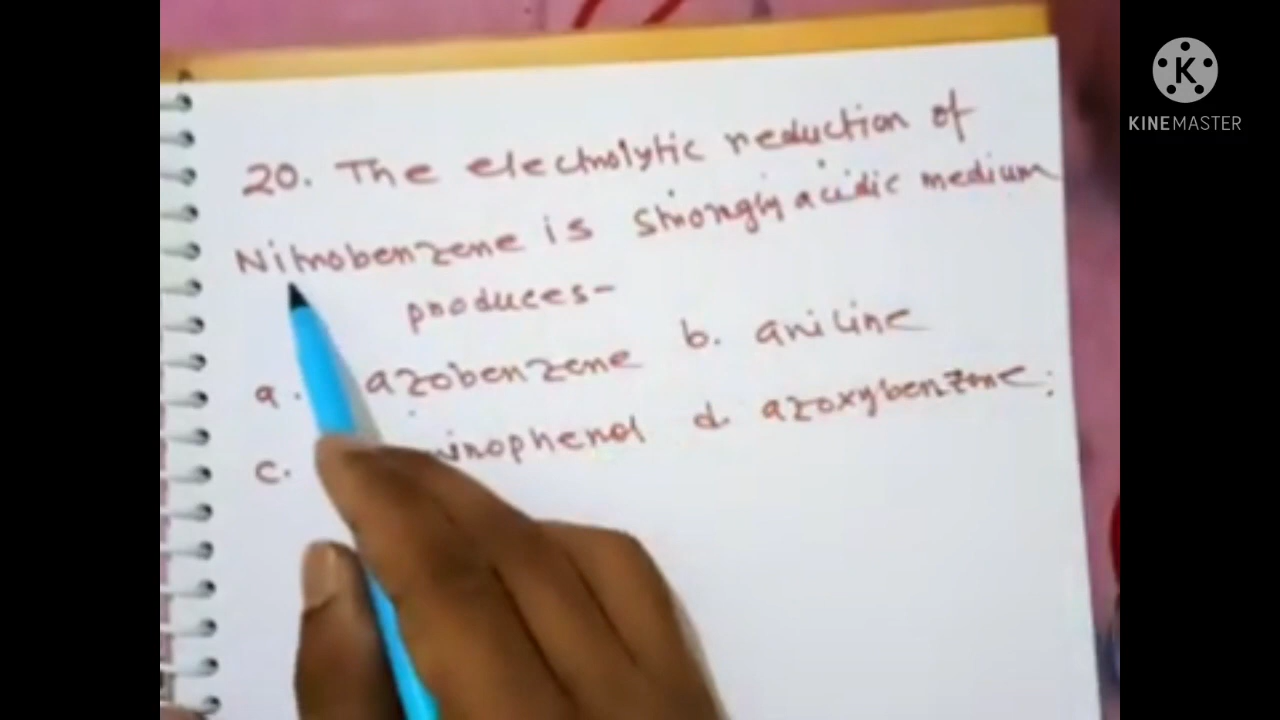 20. The electrolytic reduction of
Nitrobenzene is strongly acidic medium
produces-
a. azobenzene b. aniline
c. d. azoxybenzene.
KINEMASTER